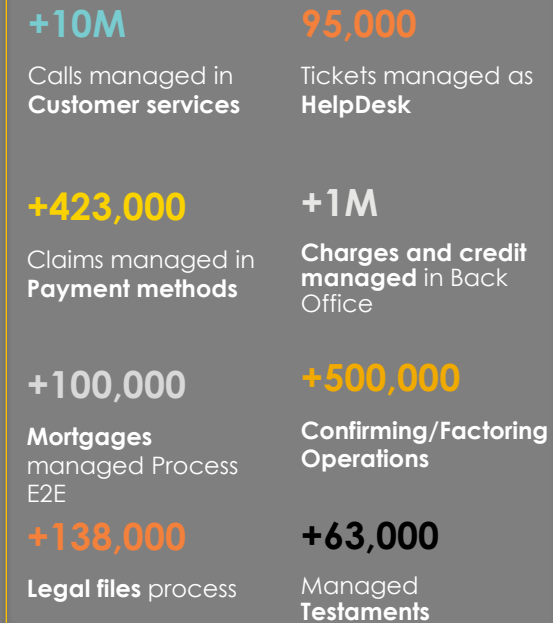 +10M
Calls managed in
Customer services
95,000
Tickets managed as
HelpDesk
+423,000
Claims managed in
Payment methods
+1M
Charges and credit
managed in Back
Office
+100,000
Mortgages
managed Process
E2E
+500,000
Confirming/Factoring
Operations
+138,000
Legal files process
+63,000
Managed
Testaments